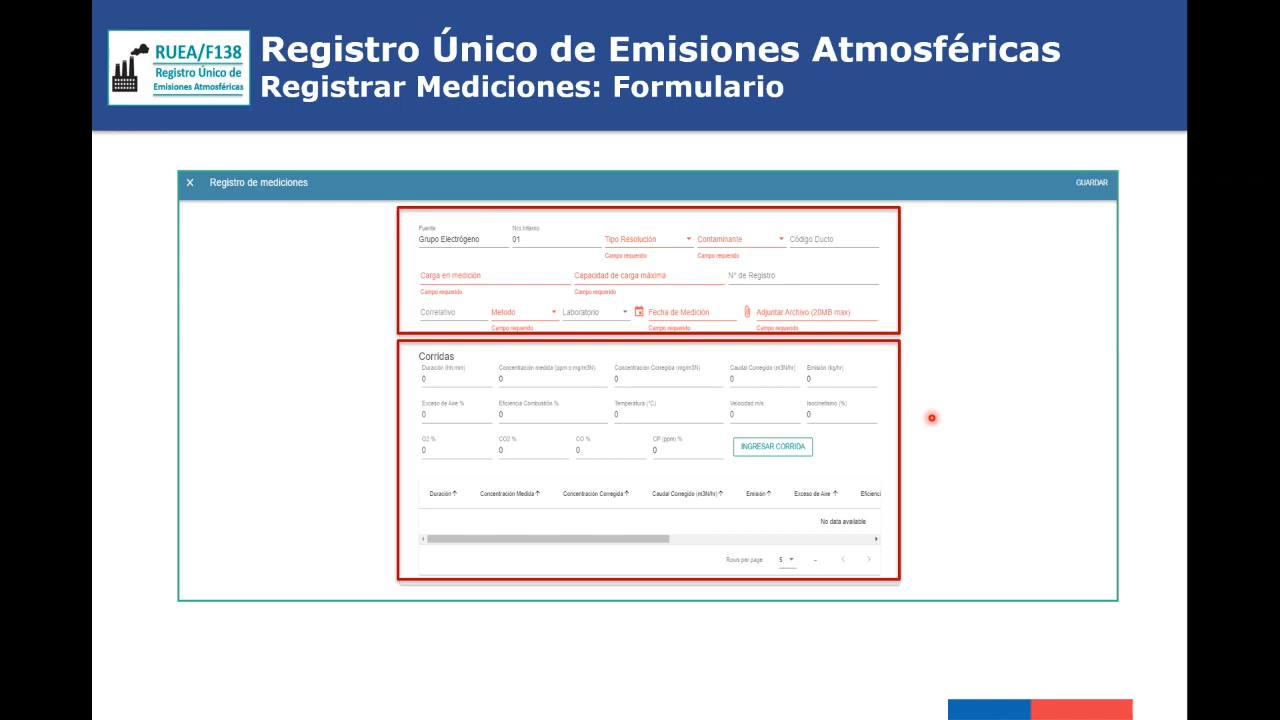 RUEA/F138
Registro Único de
Emisiones Atmosféricas
Registro Único de Emisiones Atmosféricas
Registrar Mediciones: Formulario
X Registro de mediciones GUARDAR
Fuente Nro.Interno
Grupo Electrógeno 01 Tipo Resolución Contaminante Código Ducto
Campo requerido Campo requerido
Carga en medición Capacidad de carga máxima N° de Registro
Campo requerido Campo requerido
Correlativo Metodo Laboratorio Fecha de Medición Adjuntar Archivo (20MB max)
Campo requerido Campo requerido Campo requerido
Corridas
Duración (hh:mm) Concentración medida (ppm o mg/m3N) Concentración Corregida (mg/m3N) Caudal Corregido (m3N/hr) Emisión (kg/hr)
0 0 0 0 0
Exceso de Aire % Eficiencia Combustión % Temperatura (°C) Velocidad m/s Isocinetismo (%)
0 0 0 0 0
O2 % CO2 % CO % CP (ppm) %
0 0 0 0 INGRESAR CORRIDA
Duración↑ Concentración Medida↑ Concentración Corregida↑ Caudal Corregido (m3N/hr)↑ Emisión↑ Exceso de Aire ↑ Eficienci
No data available
Rows per page: 5 –